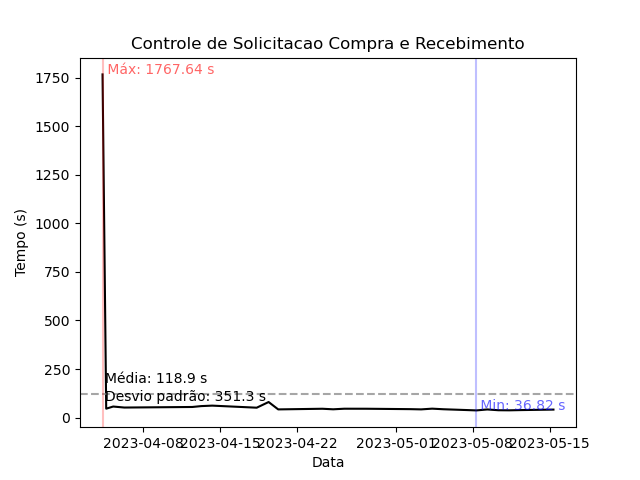 Controle de Solicitacao Compra e Recebimento
Máx: 1767.64 s
1750
1500
1250
1000
750
500
250
0
Tempo (s)
Média: 118.9 s
Desvio padrão: 351.3 s
Min: 36.82 s
2023-04-08
2023-04-15
2023-04-22
2023-05-01
2023-05-08
2023-05-15
Data